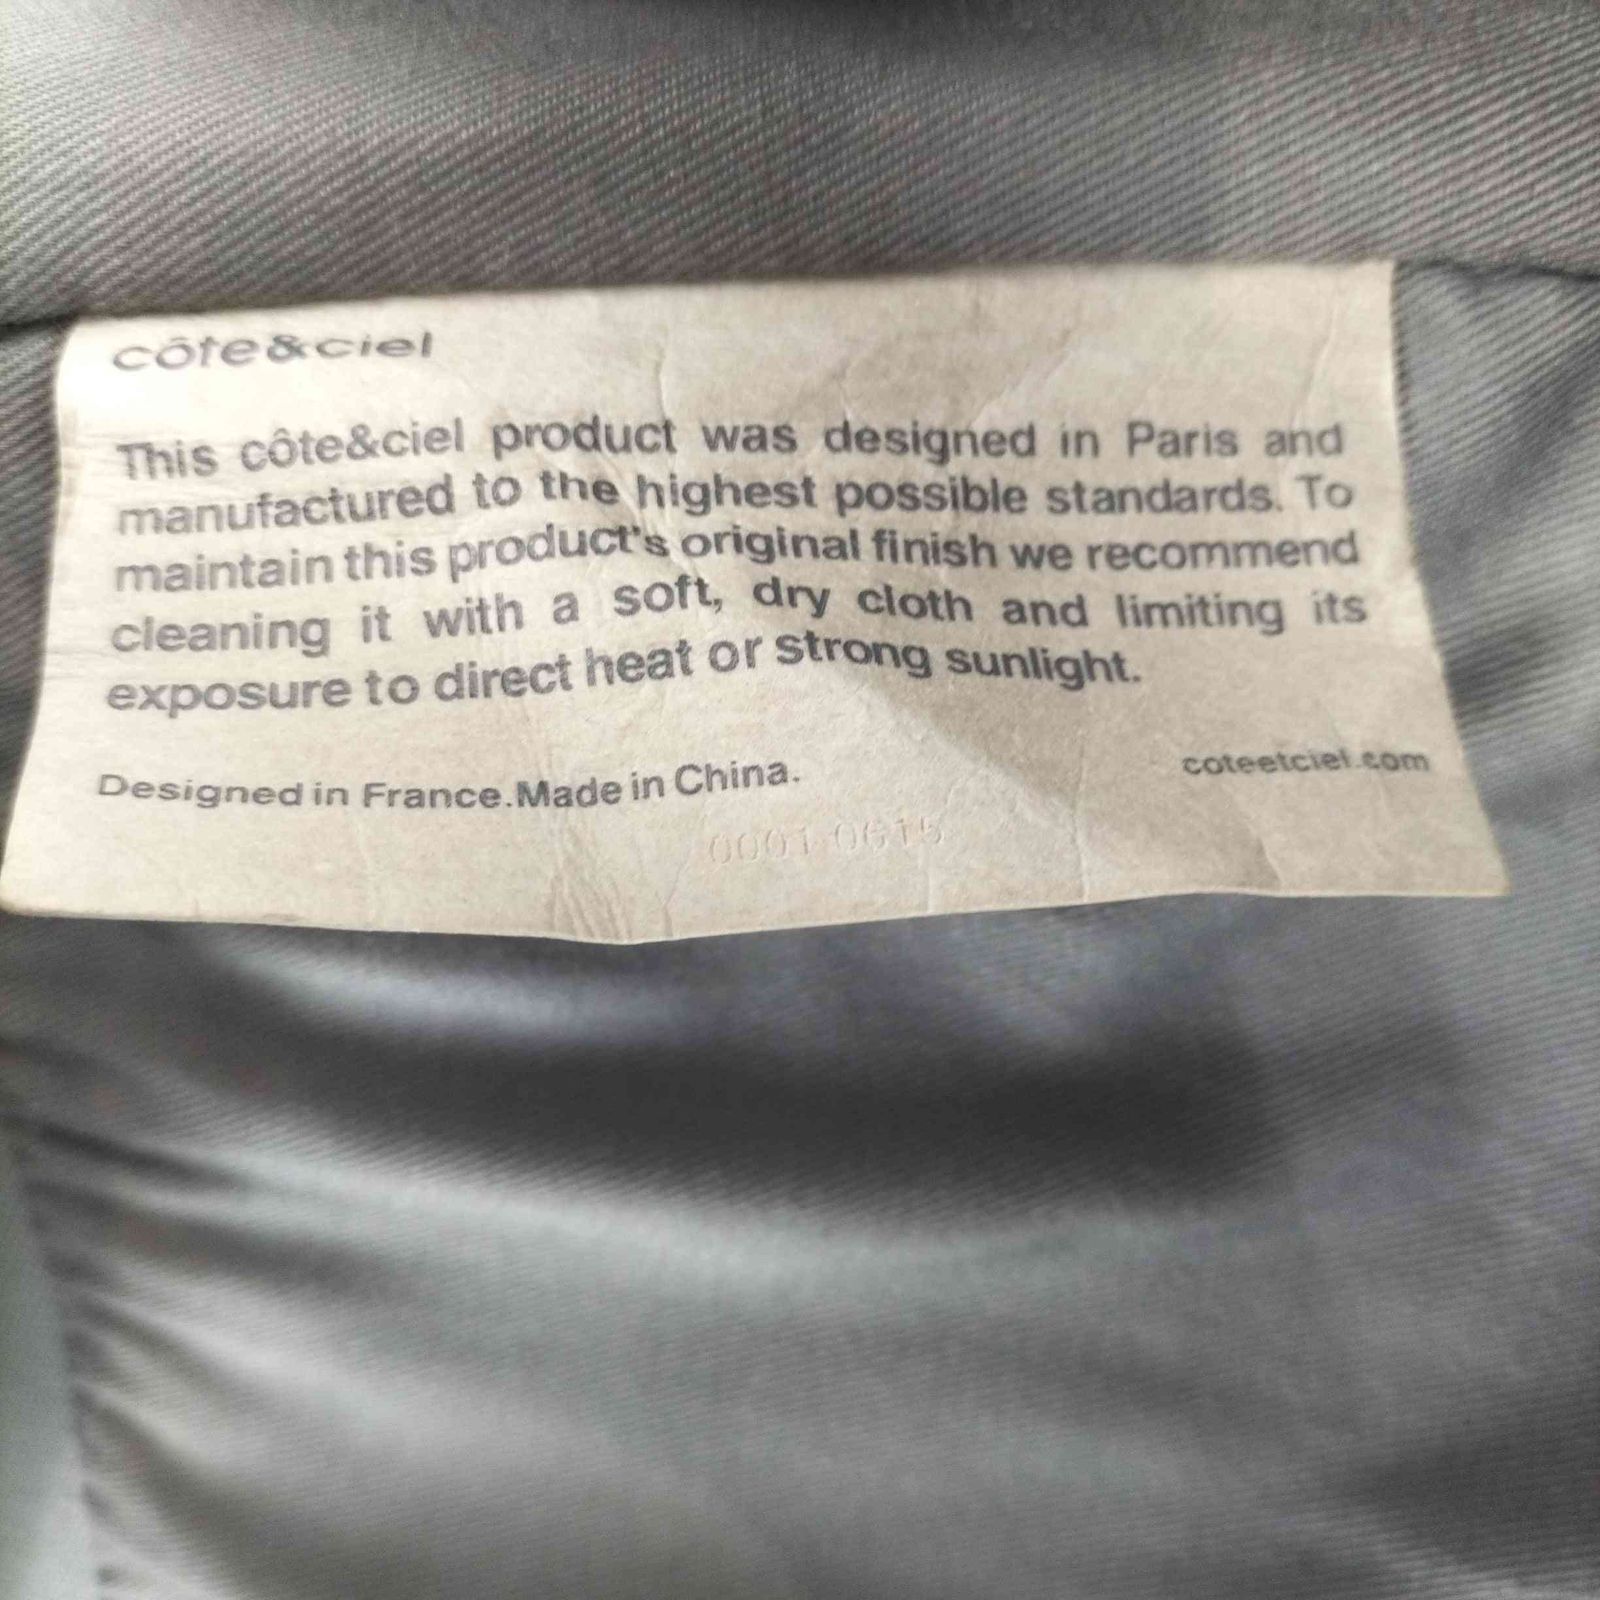 côte&ciel
This côte&ciel product was designed in Paris and
manufactured to the highest possible standards. To
maintain this product's original finish we recommend
cleaning it with a soft, dry cloth and limiting its
exposure to direct heat or strong sunlight.
Designed in France.Made in China.
coteetciel.com
0001 0615